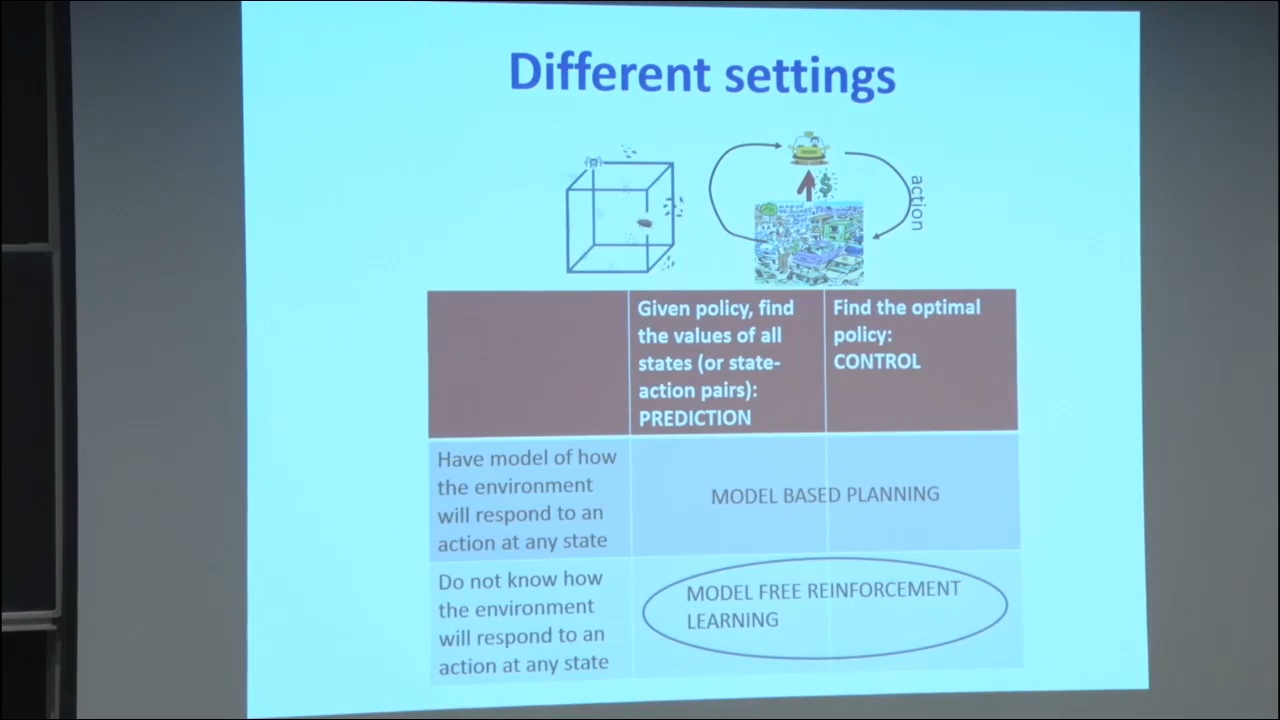 Different settings
$
action
Given policy, find
the values of all
states (or state-
action pairs):
PREDICTION
Find the optimal
policy:
CONTROL
Have model of how
the environment
will respond to an
action at any state
MODEL BASED PLANNING
Do not know how
the environment
will respond to an
action at any state
MODEL FREE REINFORCEMENT
LEARNING